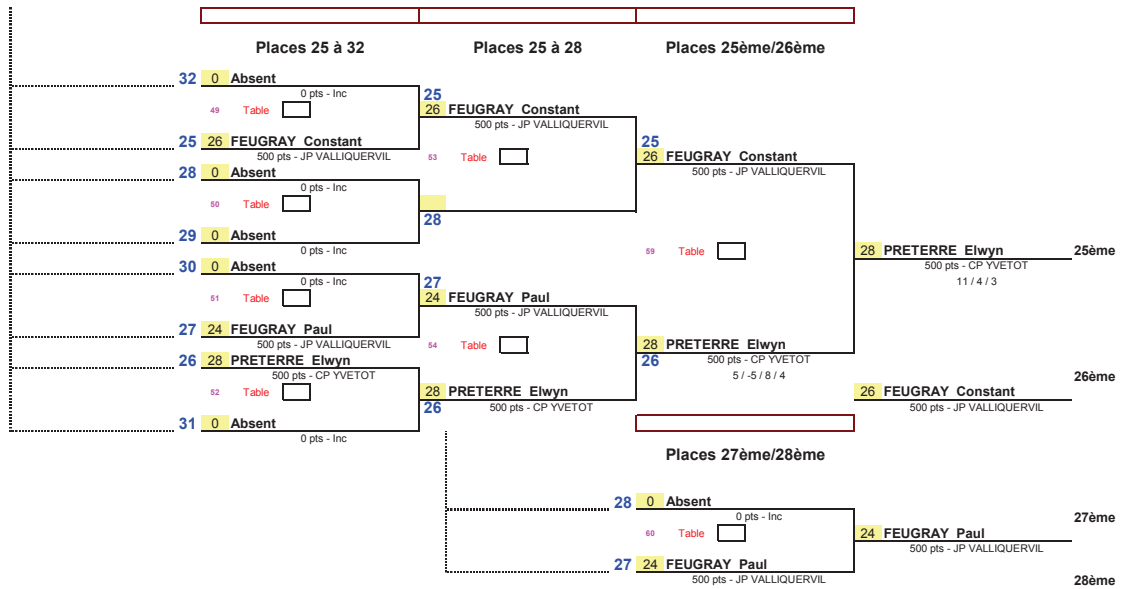 Places 25 à 32
Places 25 à 28
Places 25ème/26ème
32 0 Absent
0 pts - Inc
49 Table
25 26 FEUGRAY Constant
500 pts - JP VALLIQUERVIL
28 0 Absent
0 pts - Inc
50 Table
29 0 Absent
0 pts - Inc
30 0 Absent
0 pts - Inc
51 Table
27 24 FEUGRAY Paul
500 pts - JP VALLIQUERVIL
26 28 PRETERRE Elwyn
500 pts - CP YVETOT
52 Table
31 0 Absent
0 pts - Inc
25
26 FEUGRAY Constant
500 pts - JP VALLIQUERVIL
53 Table
28
27
24 FEUGRAY Paul
500 pts - JP VALLIQUERVIL
54 Table
28 PRETERRE Elwyn
26
500 pts - CP YVETOT
25
26 FEUGRAY Constant
500 pts - JP VALLIQUERVIL
59 Table
28 PRETERRE Elwyn
26
500 pts - CP YVETOT
5 / -5 / 8 / 4
28 PRETERRE Elwyn 25ème
500 pts - CP YVETOT
11 / 4 / 3
26ème
26 FEUGRAY Constant
500 pts - JP VALLIQUERVIL
Places 27ème/28ème
28 0 Absent
0 pts - Inc
60 Table
27 24 FEUGRAY Paul
500 pts - JP VALLIQUERVIL
27ème
24 FEUGRAY Paul
500 pts - JP VALLIQUERVIL
28ème